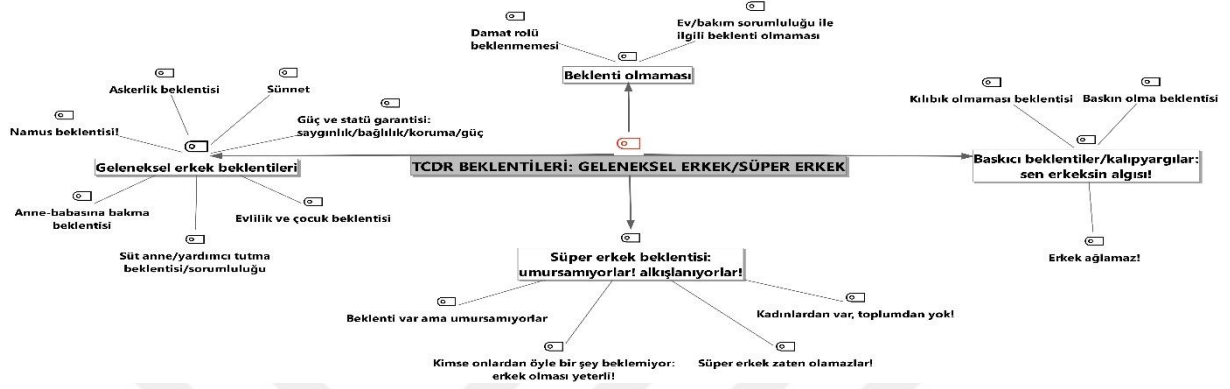 Damat rolü
beklenmemesi
Ev/bakım sorumluluğu ile
ilgili beklenti olmaması
Beklenti olmaması
Askerlik beklentisi
Sünnet
Namus beklentisi!
Güç ve statü garantisi:
saygınlık/bağlılık/koruma/güç
Geleneksel erkek beklentileri
Anne-babasına bakma
beklentisi
Evlilik ve çocuk beklentisi
Süt anne/yardımcı tutma
beklentisi/sorumluluğu
TCDR BEKLENTİLERİ: GELENEKSEL ERKEK/SÜPER ERKEK
Kılıbık olmaması beklentisi
Baskın olma beklentisi
Baskıcı beklentiler/kalıpyargılar:
sen erkeksin algısı!
Erkek ağlamaz!
Süper erkek beklentisi:
umursamıyorlar! alkışlanıyorlar!
Beklenti var ama umursamıyorlar
Kadınlardan var, toplumdan yok!
Kimse onlardan öyle bir şey beklemiyor:
erkek olması yeterli!
Süper erkek zaten olamazlar!